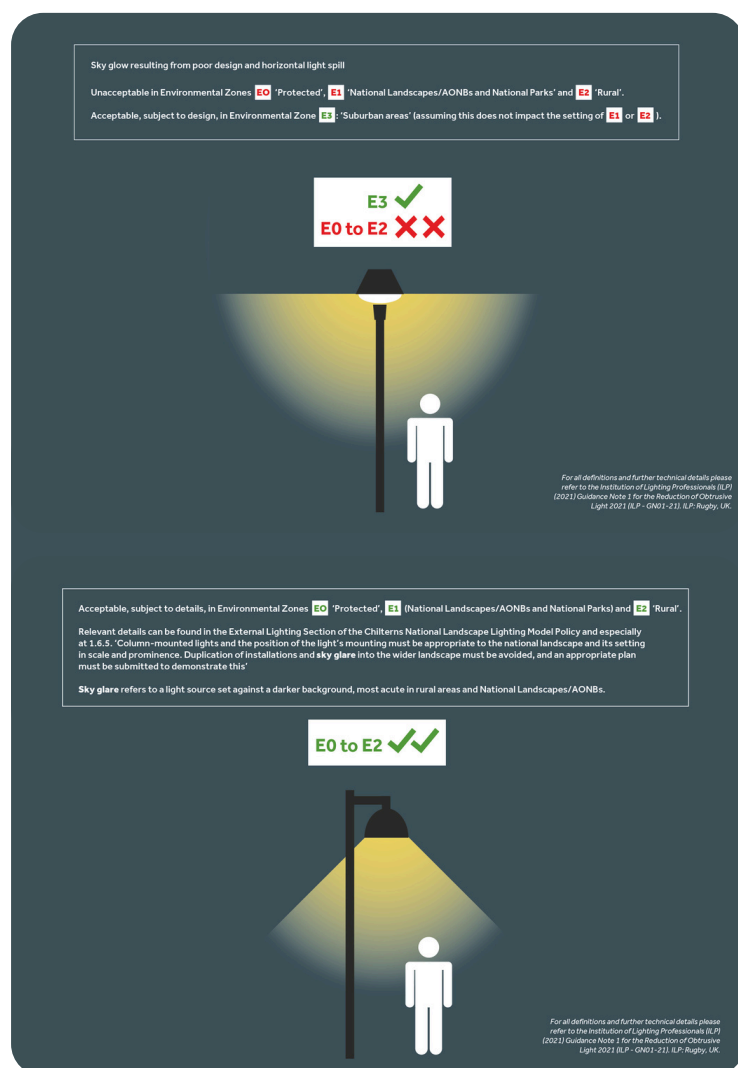 Sky glow resulting from poor design and horizontal light spill
Unacceptable in Environmental Zones EO 'Protected', E1 'National Landscapes/AONBs and National Parks' and E2 'Rural'.
Acceptable, subject to design, in Environmental Zone E3: 'Suburban areas' (assuming this does not impact the setting of E1 or E2 ).
E3
E0 to E2
For all definitions and further technical details please
refer to the Institution of Lighting Professionals (ILP)
(2021) Guidance Note 1 for the Reduction of Obtrusive
Light 2021 (ILP - GN01-21). ILP: Rugby, UK.
Acceptable, subject to details, in Environmental Zones EO 'Protected', E1 (National Landscapes/AONBs and National Parks) and E2 'Rural'.
Relevant details can be found in the External Lighting Section of the Chilterns National Landscape Lighting Model Policy and especially
at 1.6.5. 'Column-mounted lights and the position of the light's mounting must be appropriate to the national landscape and its setting
in scale and prominence. Duplication of installations and sky glare into the wider landscape must be avoided, and an appropriate plan
must be submitted to demonstrate this'
Sky glare refers to a light source set against a darker background, most acute in rural areas and National Landscapes/AONBs.
E0 to E2
For all definitions and further technical details please
refer to the Institution of Lighting Professionals (ILP)
(2021) Guidance Note 1 for the Reduction of Obtrusive
Light 2021 (ILP - GN01-21). ILP: Rugby, UK.